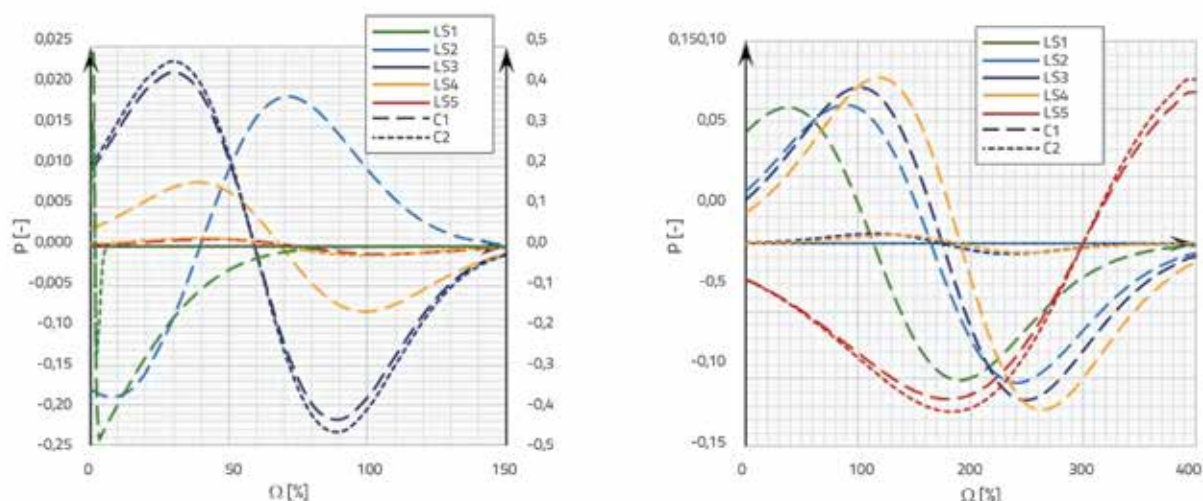 0,025
0,020
0,015
0,010
0,005
0,000
-0,005
-0,10
-0,15
-0,20
-0,25
P [-]
0,5
0,4
0,3
0,2
0,1
0,0
-0,1
-0,2
-0,3
-0,4
-0,5
LS1
LS2
LS3
LS4
LS5
C1
C2
0 50 100 150
Ω [%]
0,150,10
0,05
0,00
-0,5
-0,10
-0,15
P [-]
LS1
LS2
LS3
LS4
LS5
C1
C2
0 100 200 300 400
Ω [%]